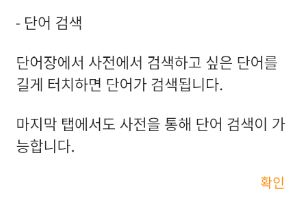 - 단어 검색
단어장에서 사전에서 검색하고 싶은 단어를
길게 터치하면 단어가 검색됩니다.
마지막 탭에서도 사전을 통해 단어 검색이 가
능합니다.
확인